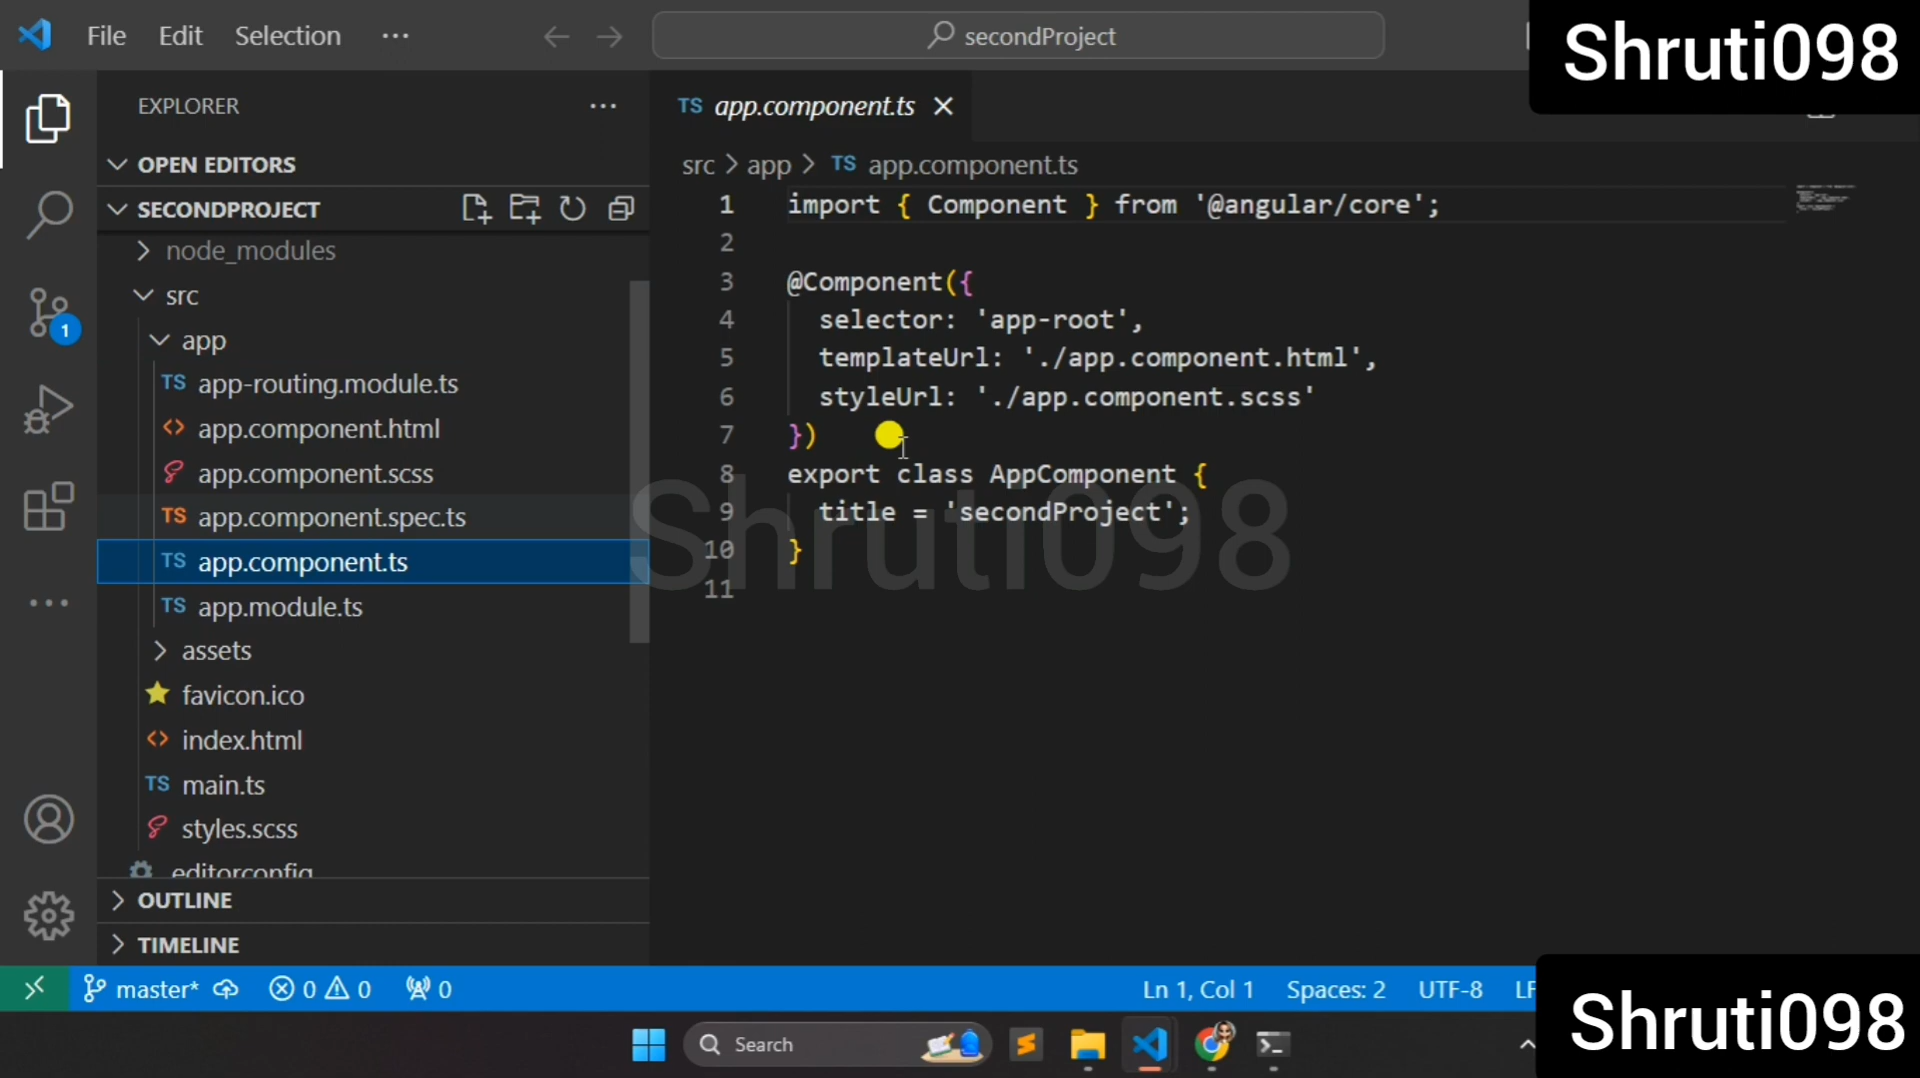 File Edit Selection ···
secondProject
Shruti098
EXPLORER ···
OPEN EDITORS
SECONDPROJECT
node_modules
src
app
TS app-routing.module.ts
<> app.component.html
app.component.scss
TS app.component.spec.ts
TS app.component.ts
TS app.module.ts
assets
favicon.ico
<> index.html
TS main.ts
styles.scss
.editorconfig
OUTLINE
TIMELINE
1
TS app.component.ts ×
src > app > TS app.component.ts
1 import { Component } from '@angular/core';
2
3 @Component({
4 selector: 'app-root',
5 templateUrl: './app.component.html',
6 styleUrl: './app.component.scss'
7 })
8 export class AppComponent {
9 title = 'secondProject';
10 }
11
Shruti098
master* 0 0 0 Ln 1, Col 1 Spaces: 2 UTF-8 LF
Search
Shruti098